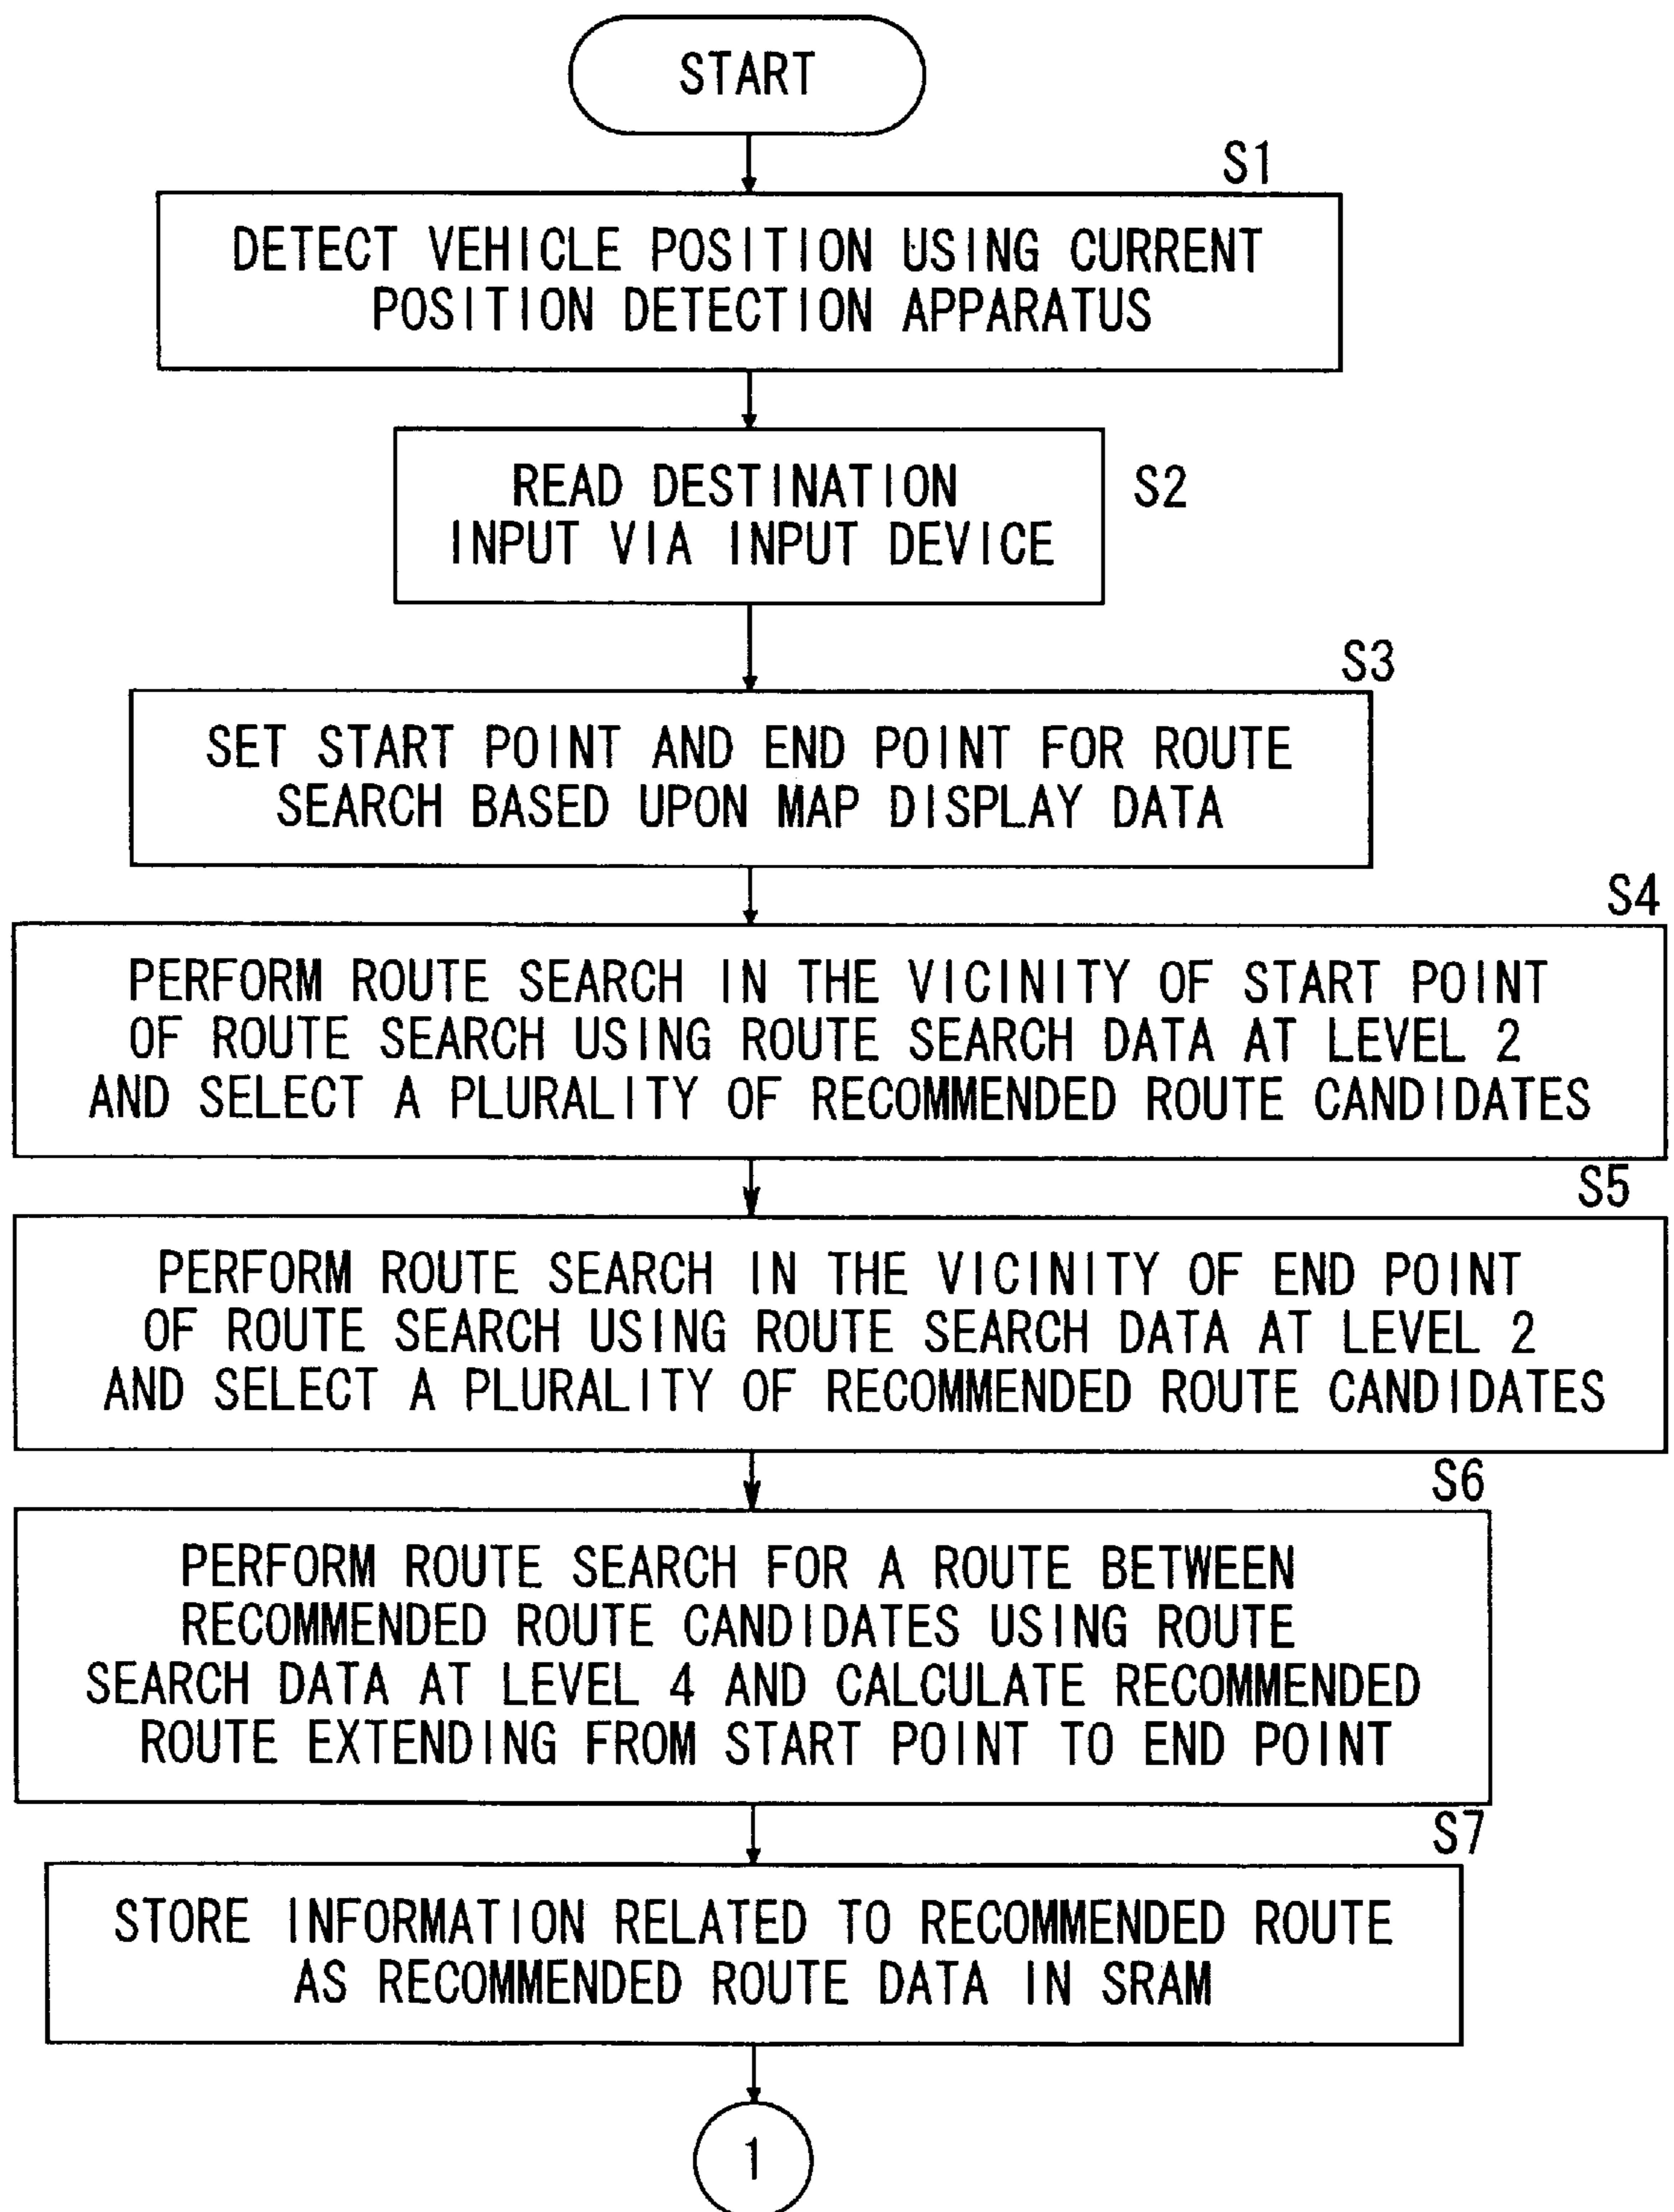 START
S1
DETECT VEHICLE POSITION USING CURRENT
POSITION DETECTION APPARATUS
READ DESTINATION
INPUT VIA INPUT DEVICE
S2
S3
SET START POINT AND END POINT FOR ROUTE
SEARCH BASED UPON MAP DISPLAY DATA
S4
PERFORM ROUTE SEARCH IN THE VICINITY OF START POINT
OF ROUTE SEARCH USING ROUTE SEARCH DATA AT LEVEL 2
AND SELECT A PLURALITY OF RECOMMENDED ROUTE CANDIDATES
S5
PERFORM ROUTE SEARCH IN THE VICINITY OF END POINT
OF ROUTE SEARCH USING ROUTE SEARCH DATA AT LEVEL 2
AND SELECT A PLURALITY OF RECOMMENDED ROUTE CANDIDATES
S6
PERFORM ROUTE SEARCH FOR A ROUTE BETWEEN
RECOMMENDED ROUTE CANDIDATES USING ROUTE
SEARCH DATA AT LEVEL 4 AND CALCULATE RECOMMENDED
ROUTE EXTENDING FROM START POINT TO END POINT
S7
STORE INFORMATION RELATED TO RECOMMENDED ROUTE
AS RECOMMENDED ROUTE DATA IN SRAM
1